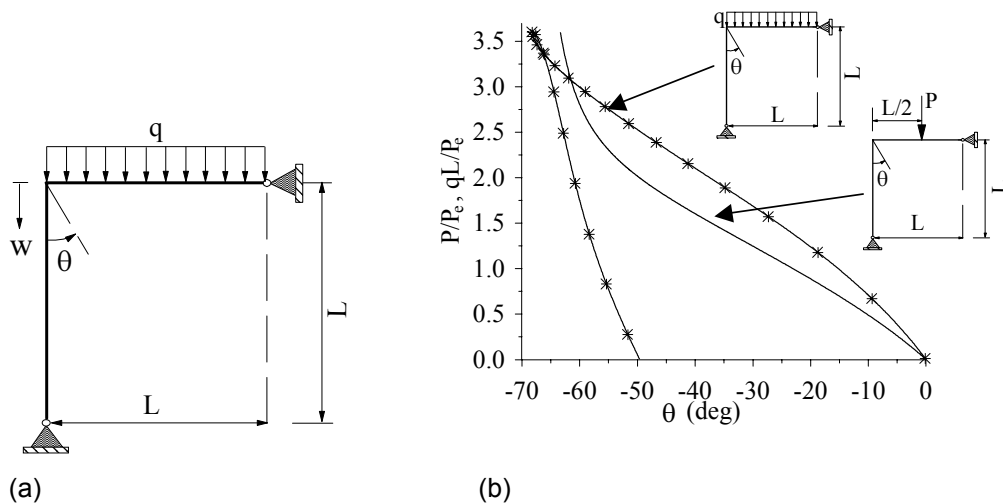 q
w
θ
L
L
(a)
P/Pₑ, qL/Pₑ
3.5
3.0
2.5
2.0
1.5
1.0
0.5
0.0
-70 -60 -50 -40 -30 -20 -10 0
θ (deg)
q
θ
L
L
L/2
P
θ
L
L
(b)